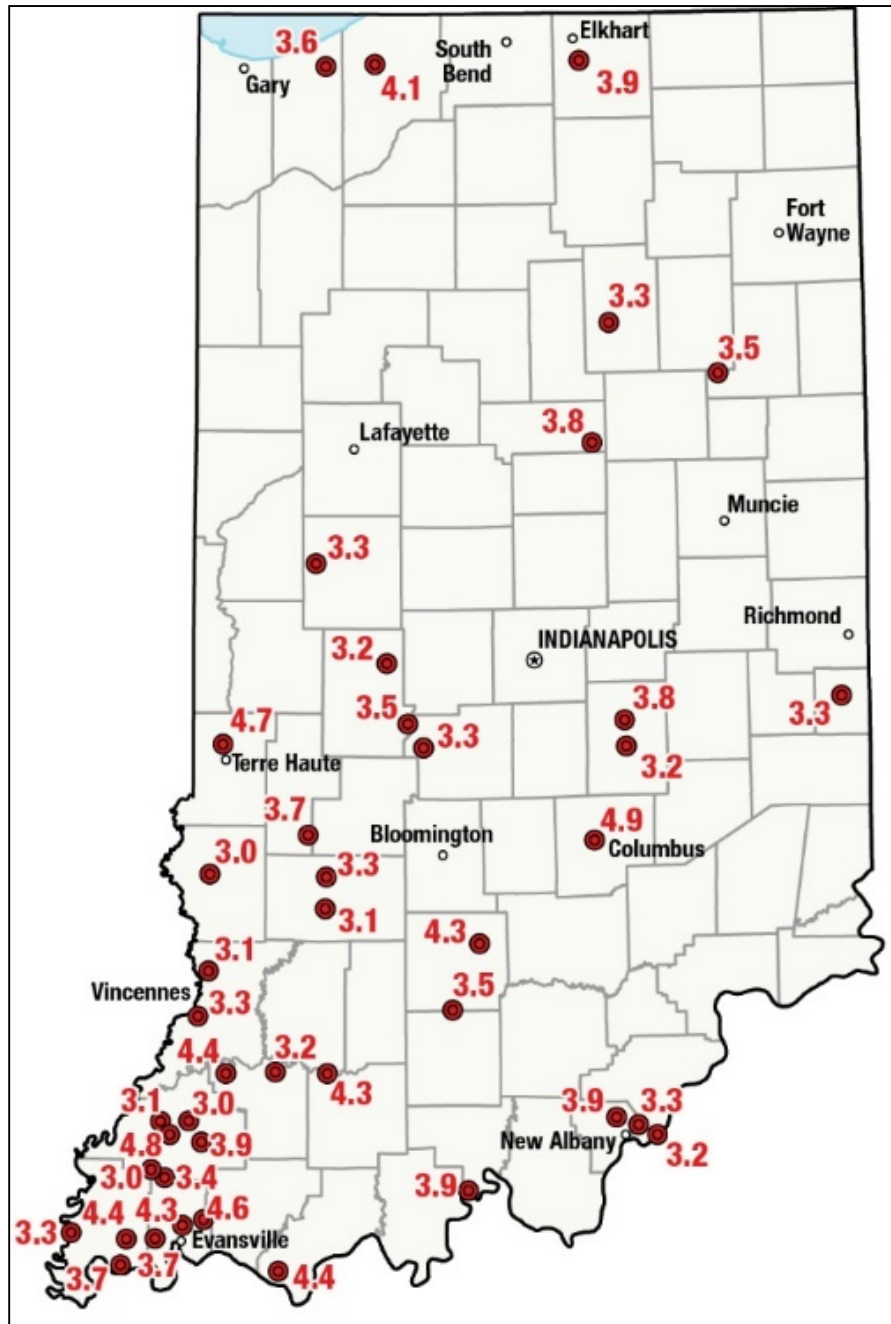 3.6
4.1
South
Bend
Elkhart
3.9
Gary
Fort
Wayne
3.3
3.5
3.8
Lafayette
Muncie
3.3
Richmond
INDIANAPOLIS
3.2
3.5
3.3
3.8
3.2
3.3
4.7
Terre Haute
3.7
Bloomington
4.9
Columbus
3.0
3.3
3.1
4.3
3.1
Vincennes
3.3
3.5
4.4
3.2
4.3
3.1
3.0
3.9
3.3
4.8
3.9
New Albany
3.2
3.0
3.4
3.9
3.3
4.4
4.3
4.6
Evansville
3.7
3.7
4.4